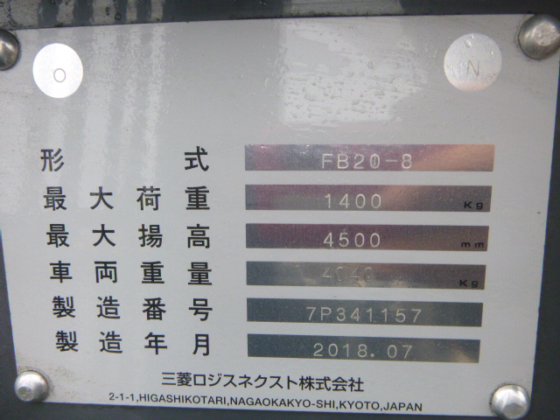 O IN
形式 FB20-8
最大荷重 1400 Kg
最大揚高 4500 mm
車両重量 4040 Kg
製造番号 7P341157
製造年月 2018.07
三菱ロジスネクスト株式会社
2-1-1,HIGASHIKOTARI,NAGAOKAKYO-SHI,KYOTO,JAPAN